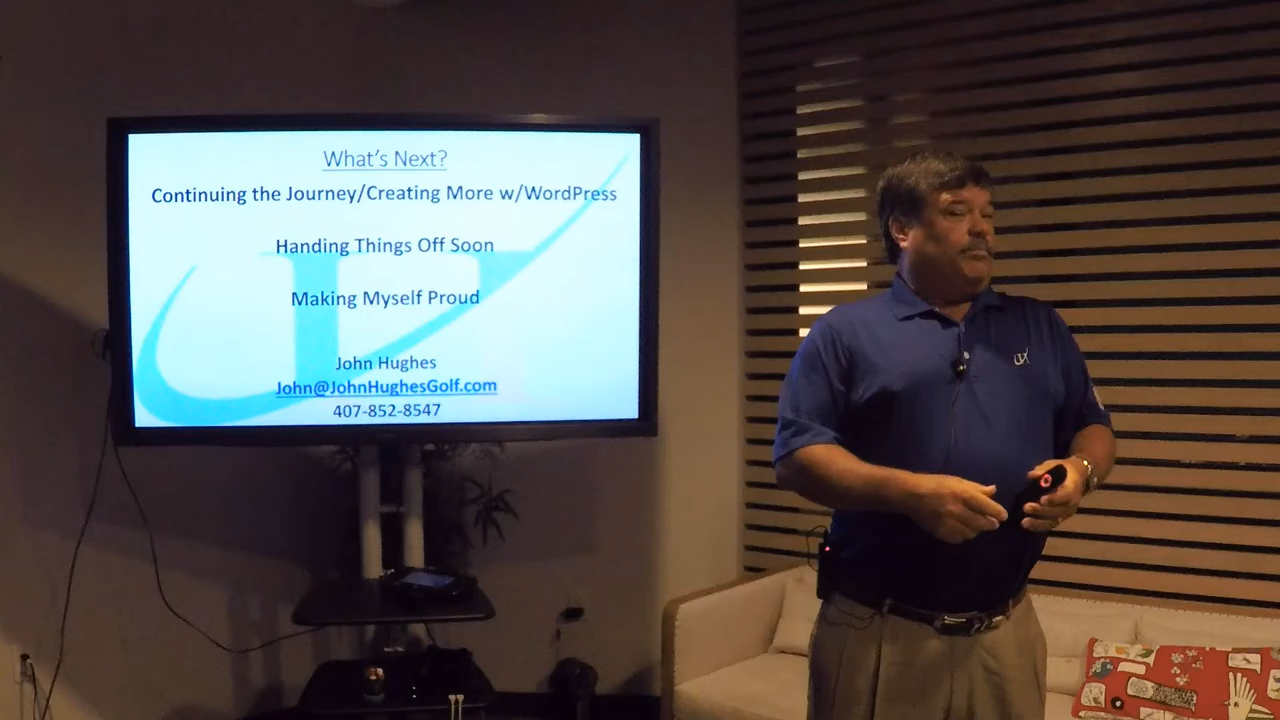 What's Next?
Continuing the Journey/Creating More w/WordPress
Handing Things Off Soon
Making Myself Proud
John Hughes
John@JohnHughesGolf.com
407-852-8547